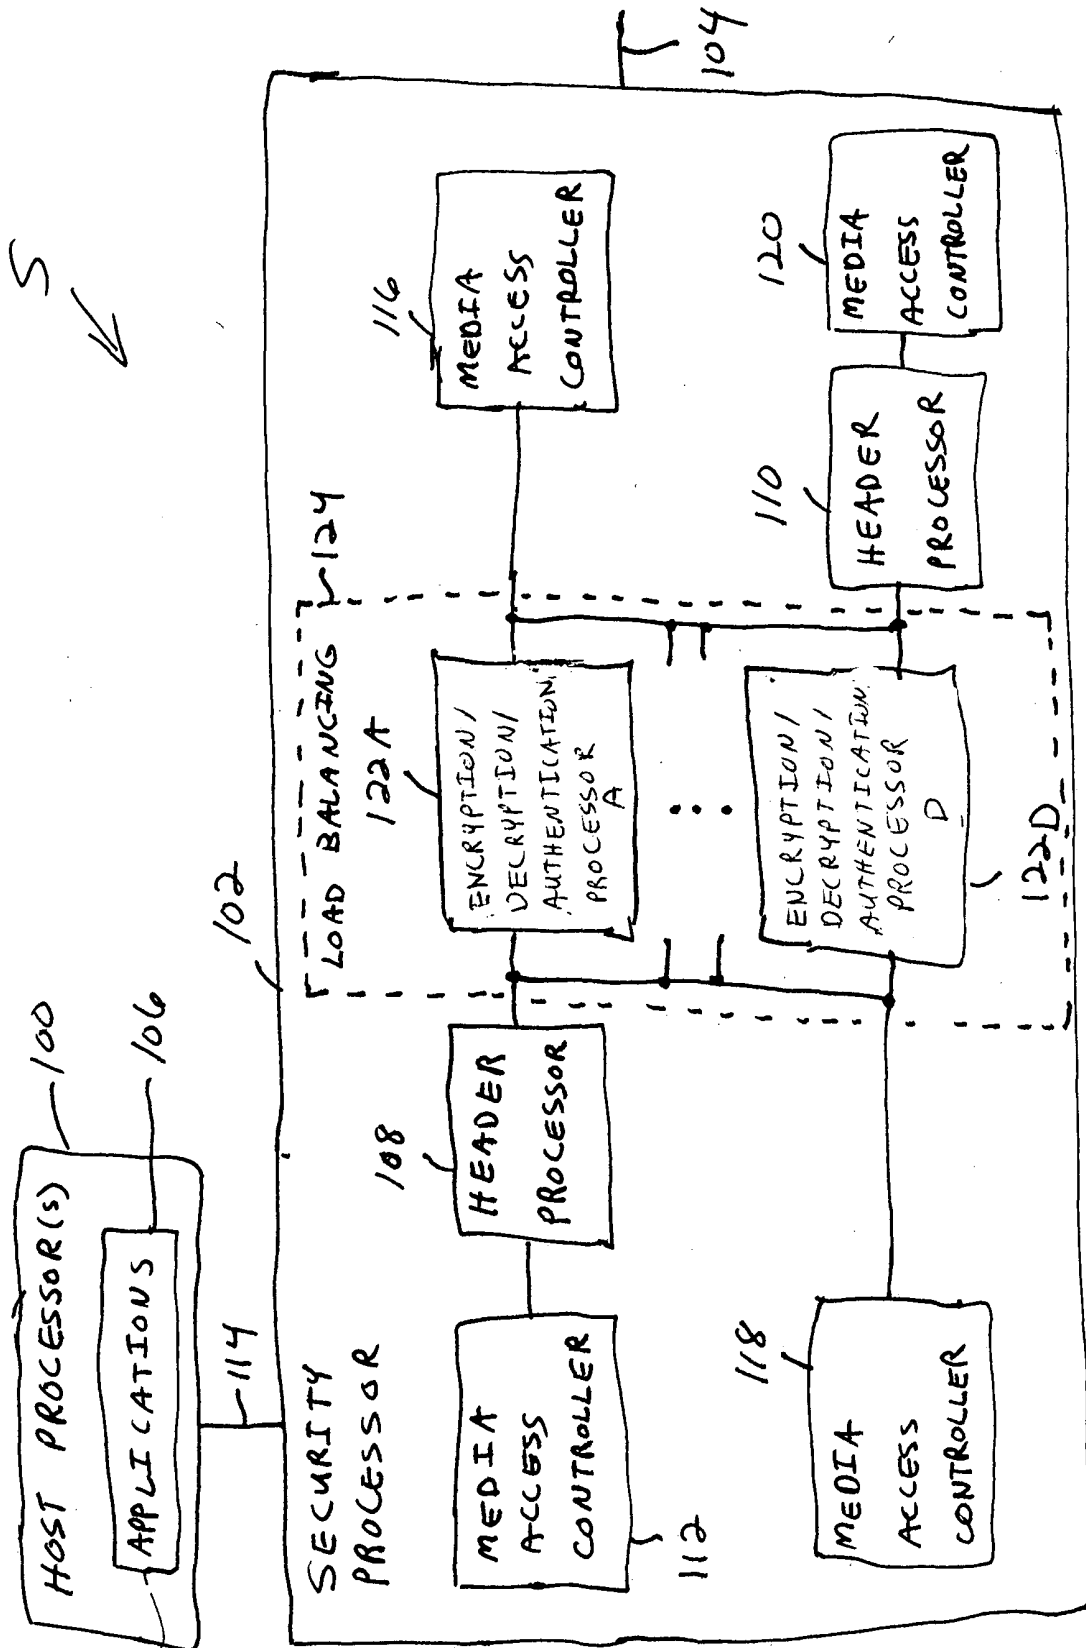 S
HOST PROCESSOR(S)
100
APPLICATIONS
106
114
102
104
SECURITY
PROCESSOR
LOAD BALANCING
124
MEDIA
ACCESS
CONTROLLER
112
108
HEADER
PROCESSOR
122A
ENCRYPTION/
DECRYPTION/
AUTHENTICATION
PROCESSOR
A
116
MEDIA
ACCESS
CONTROLLER
118
MEDIA
ACCESS
CONTROLLER
ENCRYPTION/
DECRYPTION/
AUTHENTICATION
PROCESSOR
D
122D
110
HEADER
PROCESSOR
120
MEDIA
ACCESS
CONTROLLER